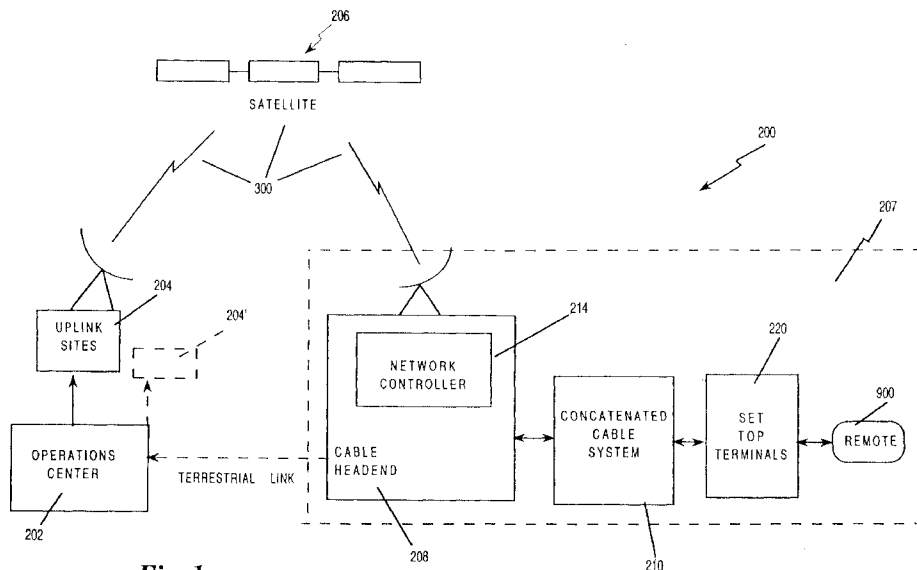 206
SATELLITE
200
300
207
204
UPLINK
SITES
204'
214
NETWORK
CONTROLLER
220
CONCATENATED
CABLE
SYSTEM
SET
TOP
TERMINALS
900
REMOTE
OPERATIONS
CENTER
CABLE
HEADEND
TERRESTRIAL LINK
202
208
210